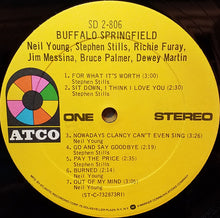 SD 2-806
BUFFALO SPRINGFIELD
Neil Young, Stephen Stills, Richie Furay,
Jim Messina, Bruce Palmer, Dewey Martin
1. FOR WHAT IT'S WORTH (3:00)
Stephen Stills
2. SIT DOWN, I THINK I LOVE YOU (2:30)
Stephen Stills
ATCO
ONE
STEREO
3. NOWADAYS CLANCY CAN'T EVEN SING (3:22)
Neil Young
4. GO AND SAY GOODBYE (2:19)
Stephen Stills
5. PAY THE PRICE (2:35)
Stephen Stills
6. BURNED (2:14)
Neil Young
7. OUT OF MY MIND (3:05)
Neil Young
(ST-C-732873R1)